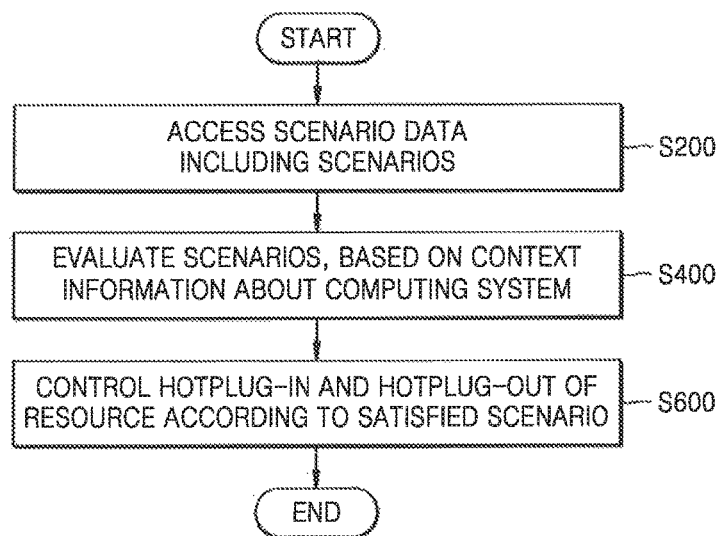 START
ACCESS SCENARIO DATA
INCLUDING SCENARIOS
S200
EVALUATE SCENARIOS, BASED ON CONTEXT
INFORMATION ABOUT COMPUTING SYSTEM
S400
CONTROL HOTPLUG-IN AND HOTPLUG-OUT OF
RESOURCE ACCORDING TO SATISFIED SCENARIO
S600
END